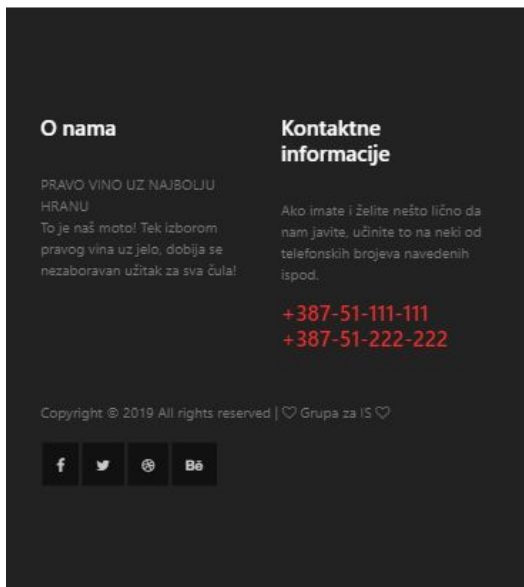 O nama
PRAVO VINO UZ NAJBOLJU
HRANU
To je naš moto! Tek izborom
pravog vina uz jelo, dobija se
nezaboravan užitak za sva čula!
Kontaktne
informacije
Ako imate i želite nešto lično da
nam javite, učinite to na neki od
telefonskih brojeva navedenih
ispod.
+387-51-111-111
+387-51-222-222
Copyright © 2019 All rights reserved | ♡ Grupa za IS ♡